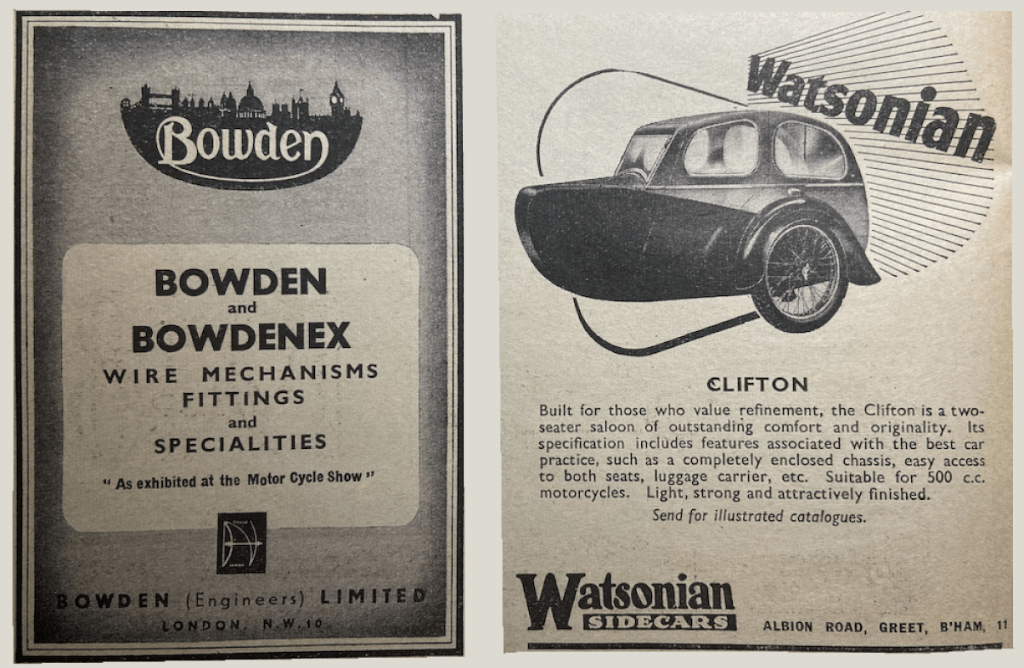 Bowden
BOWDEN
and
BOWDENEX
WIRE MECHANISMS
FITTINGS
and
SPECIALITIES
"As exhibited at the Motor Cycle Show"
BOWDEN (Engineers) LIMITED
LONDON, N.W.10
Watsonian
CLIFTON
Built for those who value refinement, the Clifton is a two-
seater saloon of outstanding comfort and originality. Its
specification includes features associated with the best car
practice, such as a completely enclosed chassis, easy access
to both seats, luggage carrier, etc. Suitable for 500 c.c.
motorcycles. Light, strong and attractively finished.
Send for illustrated catalogues.
Watsonian
SIDECARS
ALBION ROAD, GREET, B'HAM, 11